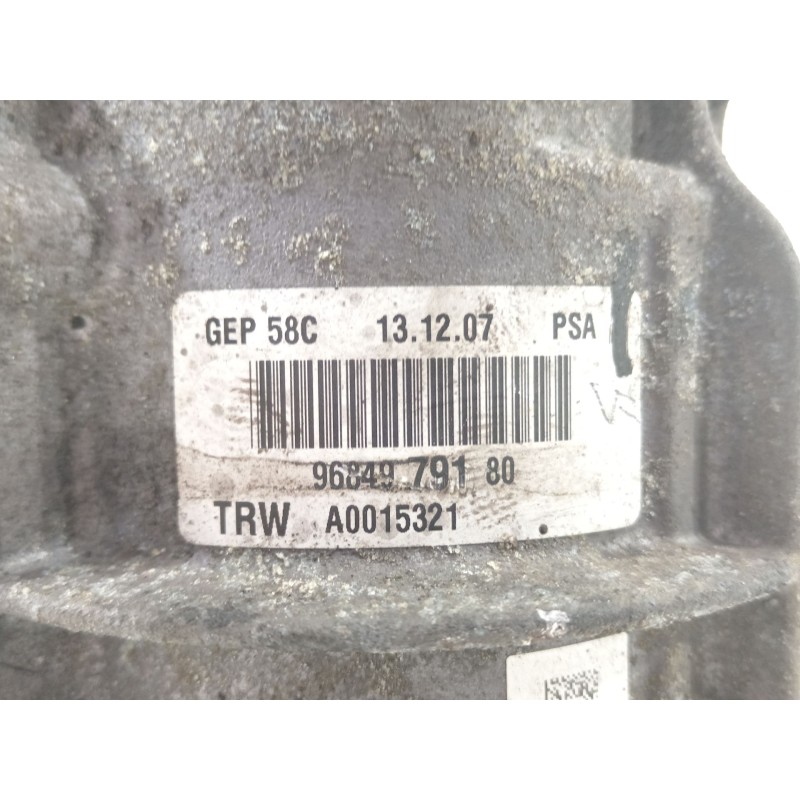 GEP 58C 13.12.07 PSA
96849 791 80
TRW A0015321